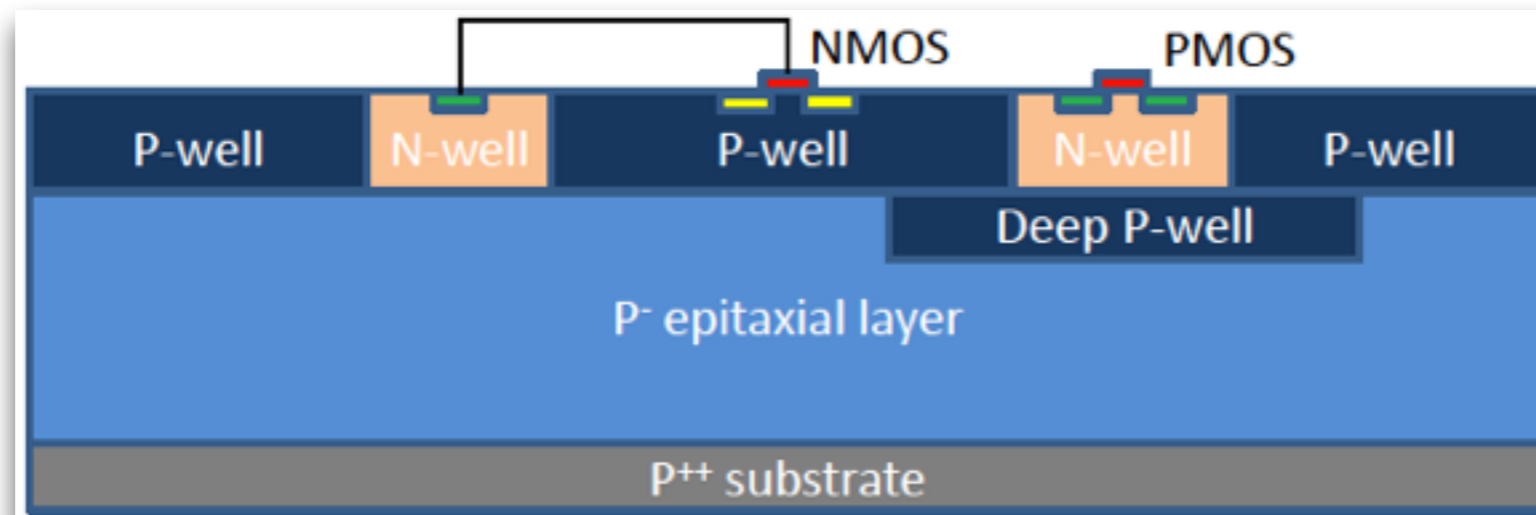 NMOS
PMOS
P-well
N-well
P-well
N-well
P-well
Deep P-well
P⁻ epitaxial layer
P⁺⁺ substrate